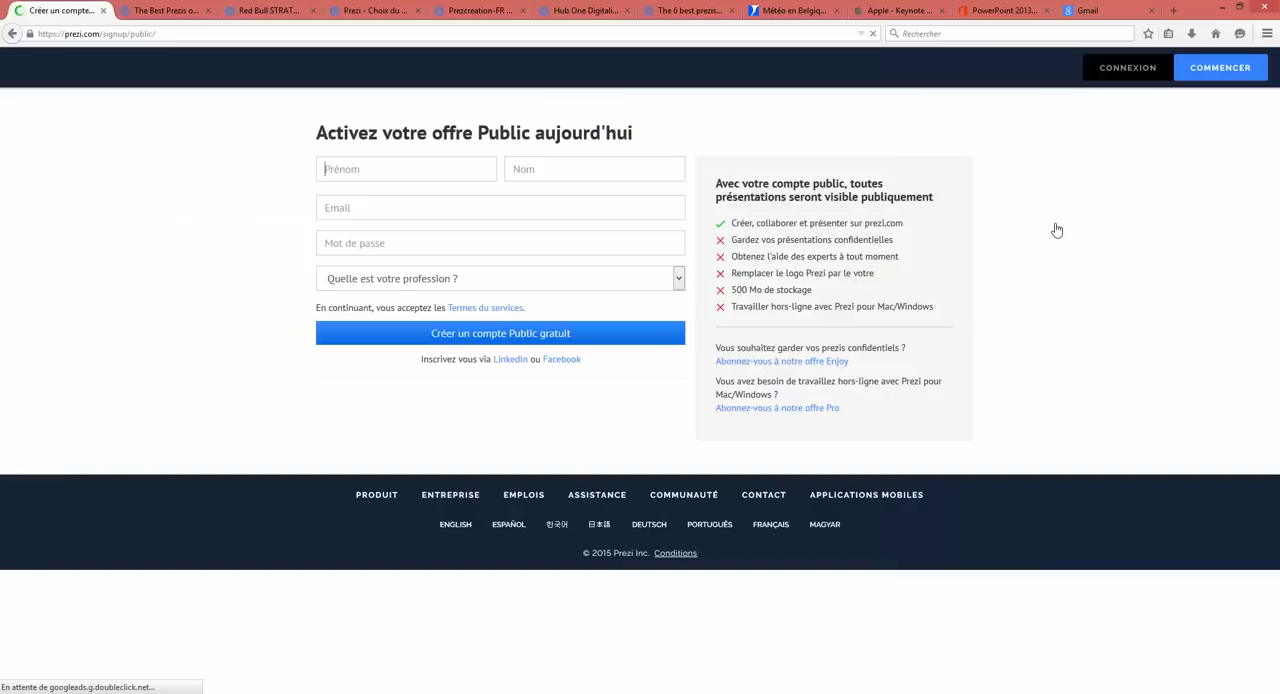 Créer un compte...
The Best Prezis o...
Red Bull STRAT...
Prezi - Choix du ...
Prezcreation-FR ...
Hub One Digitali...
The 6 best prezis...
Météo en Belgiq...
Apple - Keynote ...
PowerPoint 2013...
Gmail
https://prezi.com/signup/public/
Rechercher
CONNEXION
COMMENCER
Activez votre offre Public aujourd'hui
Prénom
Nom
Email
Mot de passe
Quelle est votre profession ?
En continuant, vous acceptez les Termes du services.
Créer un compte Public gratuit
Inscrivez vous via LinkedIn ou Facebook
Avec votre compte public, toutes
présentations seront visible publiquement
Créer, collaborer et présenter sur prezi.com
Gardez vos présentations confidentielles
Obtenez l'aide des experts à tout moment
Remplacer le logo Prezi par le votre
500 Mo de stockage
Travailler hors-ligne avec Prezi pour Mac/Windows
Vous souhaitez garder vos prezis confidentiels ?
Abonnez-vous à notre offre Enjoy
Vous avez besoin de travaillez hors-ligne avec Prezi pour
Mac/Windows ?
Abonnez-vous à notre offre Pro
PRODUIT ENTREPRISE EMPLOIS ASSISTANCE COMMUNAUTÉ CONTACT APPLICATIONS MOBILES
ENGLISH ESPAÑOL 한국어 日本語 DEUTSCH PORTUGUÊS FRANÇAIS MAGYAR
© 2015 Prezi Inc. Conditions
En attente de googleads.g.doubleclick.net...